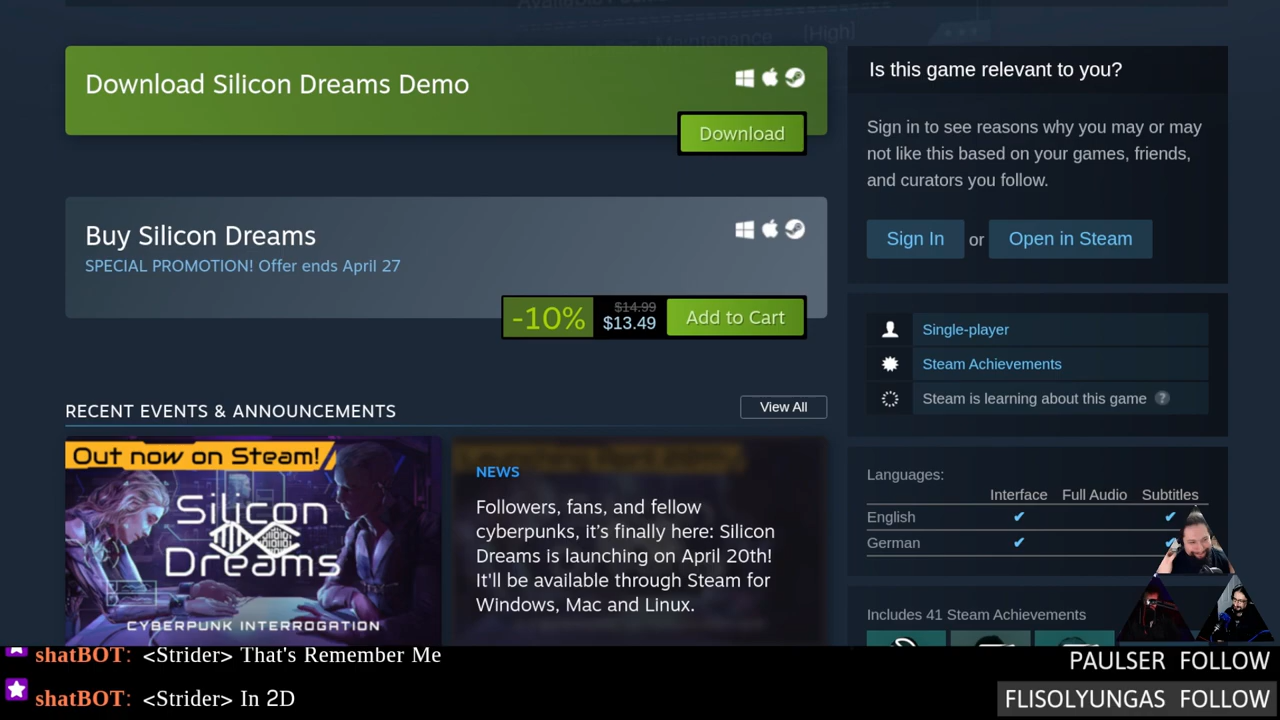 [High]
Download Silicon Dreams Demo
Download
Buy Silicon Dreams
SPECIAL PROMOTION! Offer ends April 27
-10%
$14.99
$13.49
Add to Cart
RECENT EVENTS & ANNOUNCEMENTS
View All
Out now on Steam!
Silicon
Dreams
CYBERPUNK INTERROGATION
NEWS
Followers, fans, and fellow
cyberpunks, it's finally here: Silicon
Dreams is launching on April 20th!
It'll be available through Steam for
Windows, Mac and Linux.
Is this game relevant to you?
Sign in to see reasons why you may or may
not like this based on your games, friends,
and curators you follow.
Sign In or Open in Steam
Single-player
Steam Achievements
Steam is learning about this game ?
Languages:
Interface Full Audio Subtitles
English ✔ ✔
German ✔ ✔
Includes 41 Steam Achievements
shatBOT: <Strider> That's Remember Me
shatBOT: <Strider> In 2D
PAULSER FOLLOW
FLISOLYUNGAS FOLLOW